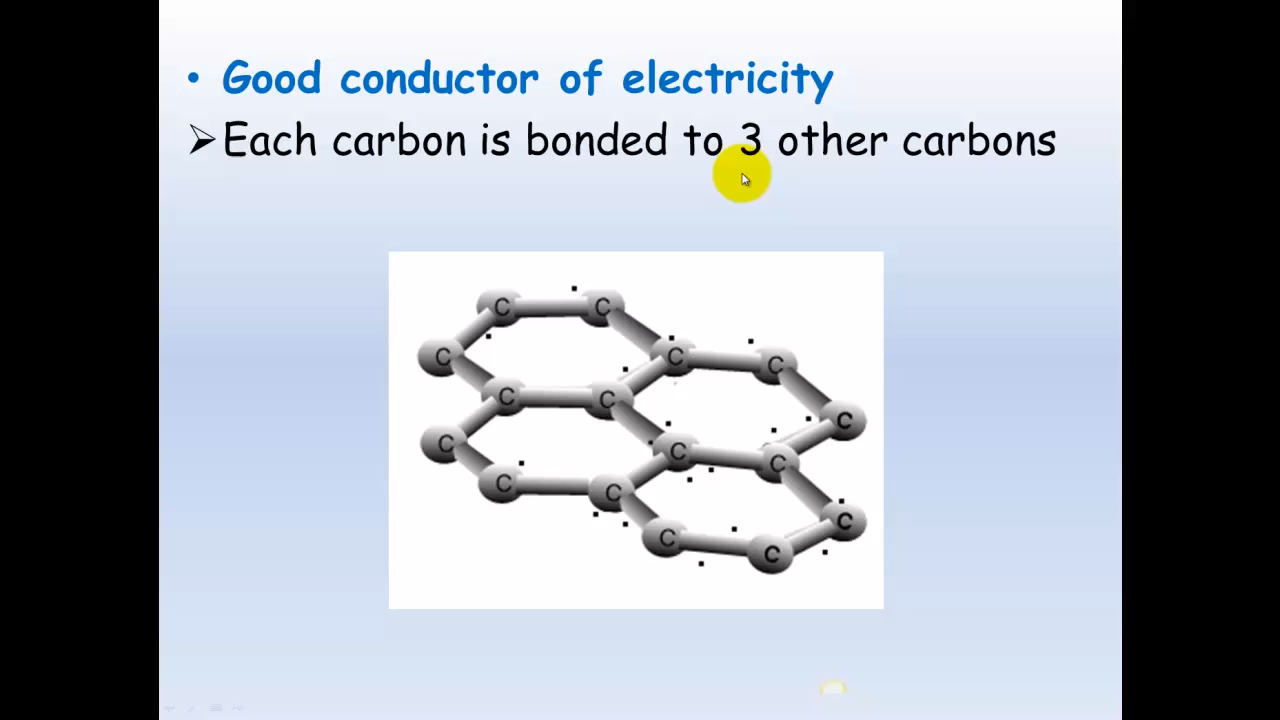 • Good conductor of electricity
➢ Each carbon is bonded to 3 other carbons
C C
C C C
C C C
C C C
C C C
C C
C